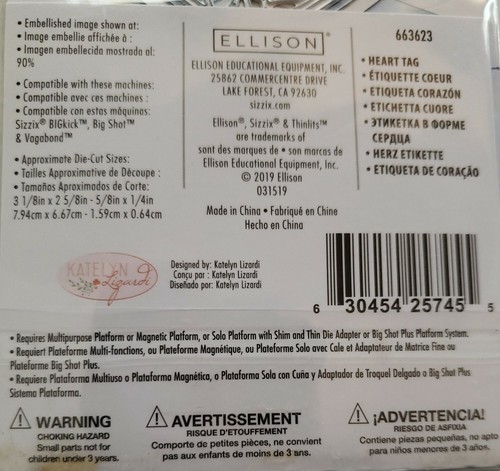 • Embellished image shown at:
• Image embellie affichée à :
• Imagen embellecida mostrada al:
90%
• Compatible with these machines:
• Compatible avec ces machines :
• Compatible con estas máquinas:
Sizzix® BIGkick™, Big Shot™
& Vagabond™
• Approximate Die-Cut Sizes:
• Tailles Approximative de Découpe :
• Tamaños Aproximados de Corte:
3 1/8in x 2 5/8in - 5/8in x 1/4in
7.94cm x 6.67cm - 1.59cm x 0.64cm
ELLISON®
ELLISON EDUCATIONAL EQUIPMENT, INC.
25862 COMMERCENTRE DRIVE
LAKE FOREST, CA 92630
sizzix.com
Ellison®, Sizzix® & Thinlits™
are trademarks of
sont des marques de • son marcas de
Ellison Educational Equipment, Inc.
© 2019 Ellison
031519
Made in China • Fabriqué en Chine
Hecho en China
663623
• HEART TAG
• ÉTIQUETTE COEUR
• ETIQUETA CORAZÓN
• ETICHETTA CUORE
• ЭТИКЕТКА В ФОРМЕ
СЕРДЦА
• HERZ ETIKETTE
• ETIQUETA DE CORAÇÃO
KATELYN
Lizardi
Designed by: Katelyn Lizardi
Conçu par : Katelyn Lizardi
Diseñado por: Katelyn Lizardi
6 30454 25745 5
• Requires Multipurpose Platform or Magnetic Platform, or Solo Platform with Shim and Thin Die Adapter or Big Shot Plus Platform System.
• Requiert Plateforme Multi-fonctions, ou Plateforme Magnétique, ou Plateforme Solo avec Cale et Adaptateur de Matrice Fine ou
Plateforme Big Shot Plus.
• Requiere Plataforma Multiuso o Plataforma Magnética, o Plataforma Solo con Cuña y Adaptador de Troquel Delgado o Big Shot Plus
Sistema Plataforma.
WARNING
CHOKING HAZARD
Small parts not for
children under 3 years.
AVERTISSEMENT
RISQUE D'ETOUFFEMENT
Comporte de petites pièces, ne convient
pas aux enfants de moins de 3 ans.
¡ADVERTENCIA!
RIESGO DE ASFIXIA
Contiene piezas pequeñas, no apto
para niños menores de 3 años.